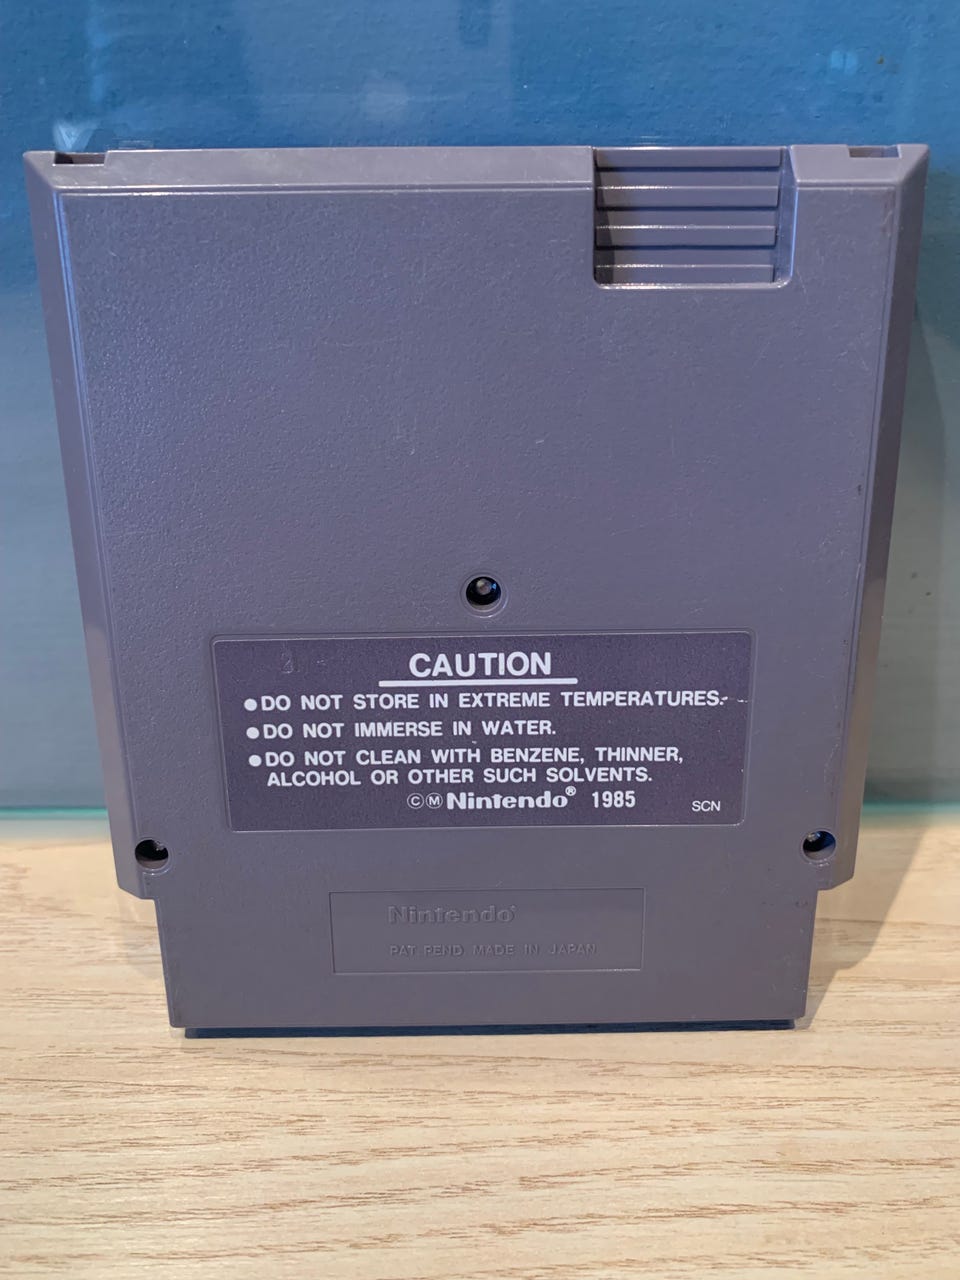 CAUTION
●DO NOT STORE IN EXTREME TEMPERATURES.
●DO NOT IMMERSE IN WATER.
●DO NOT CLEAN WITH BENZENE, THINNER,
ALCOHOL OR OTHER SUCH SOLVENTS.
ⒸⓂ Nintendo® 1985
SCN
Nintendo®
PAT PEND MADE IN JAPAN